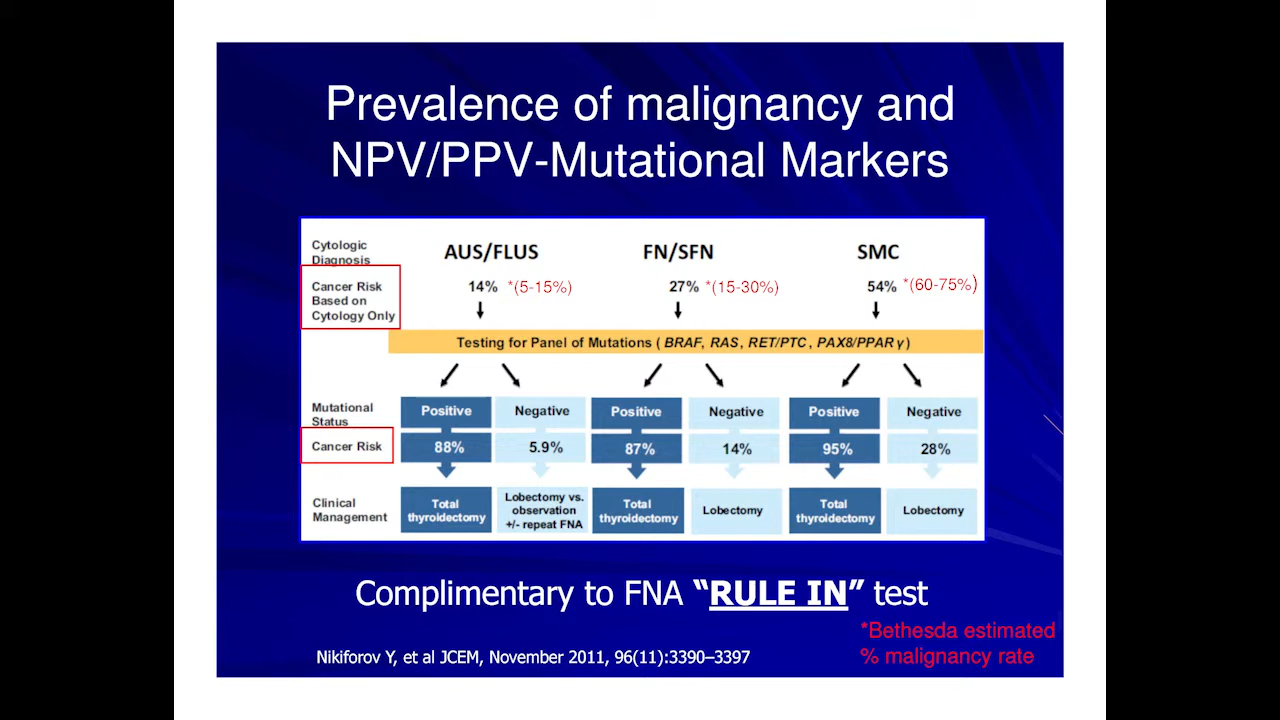 Prevalence of malignancy and
NPV/PPV-Mutational Markers
Cytologic
Diagnosis
AUS/FLUS FN/SFN SMC
Cancer Risk
Based on
Cytology Only
14% *(5-15%) 27% *(15-30%) 54% *(60-75%)
Testing for Panel of Mutations ( BRAF, RAS, RET/PTC, PAX8/PPAR γ)
Mutational
Status
Positive Negative Positive Negative Positive Negative
Cancer Risk 88% 5.9% 87% 14% 95% 28%
Clinical
Management
Total
thyroidectomy
Lobectomy vs.
observation
+/- repeat FNA
Total
thyroidectomy
Lobectomy
Total
thyroidectomy
Lobectomy
Complimentary to FNA “RULE IN” test
*Bethesda estimated
% malignancy rate
Nikiforov Y, et al JCEM, November 2011, 96(11):3390–3397